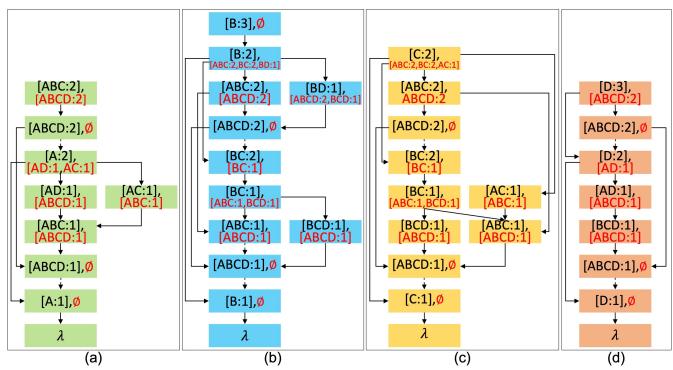 [ABC:2],
[ABCD:2]
[ABCD:2],∅
[A:2],
[AD:1, AC:1]
[AD:1],
[ABCD:1]
[AC:1],
[ABC:1]
[ABC:1],
[ABCD:1]
[ABCD:1],∅
[A:1],∅
λ
(a)
[B:3],∅
[B:2],
[ABC:2,BC:2,BD:1]
[ABC:2],
[ABCD:2]
[BD:1],
[ABCD:2,BCD:1]
[ABCD:2],∅
[BC:2],
[BC:1]
[BC:1],
[ABC:1,BCD:1]
[ABC:1],
[ABCD:1]
[BCD:1],
[ABCD:1]
[ABCD:1],∅
[B:1],∅
λ
(b)
[C:2],
[ABC:2,BC:2,AC:1]
[ABC:2],
ABCD:2]
[ABCD:2],∅
[BC:2],
[BC:1]
[BC:1],
[ABC:1,BCD:1]
[AC:1],
[ABC:1]
[BCD:1],
[ABCD:1]
[ABC:1],
[ABCD:1]
[ABCD:1],∅
[C:1],∅
λ
(c)
[D:3],
[ABCD:2]
[ABCD:2],∅
[D:2],
[AD:1]
[AD:1],
[ABCD:1]
[BCD:1],
[ABCD:1]
[ABCD:1],∅
[D:1],∅
λ
(d)